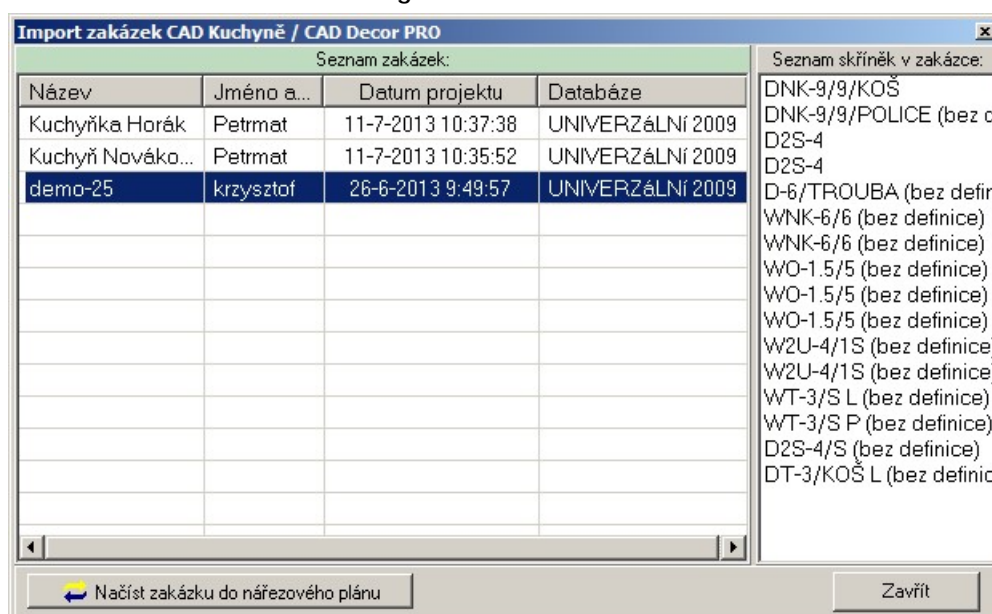 Import zakázek CAD Kuchyně / CAD Decor PRO
Seznam zakázek:
Název Jméno a... Datum projektu Databáze
Kuchyňka Horák Petrmat 11-7-2013 10:37:38 UNIVERZáLNí 2009
Kuchyň Nováko... Petrmat 11-7-2013 10:35:52 UNIVERZáLNí 2009
demo-25 krzysztof 26-6-2013 9:49:57 UNIVERZáLNí 2009
Seznam skříněk v zakázce:
DNK-9/9/KOŠ
DNK-9/9/POLICE (bez
D2S-4
D2S-4
D-6/TROUBA (bez
WNK-6/6 (bez definice)
WNK-6/6 (bez definice)
WO-1.5/5 (bez definice)
WO-1.5/5 (bez definice)
WO-1.5/5 (bez definice)
W2U-4/1S (bez definice)
W2U-4/1S (bez definice)
WT-3/S L (bez definice)
WT-3/S P (bez definice)
D2S-4/S (bez definice)
DT-3/KOŠ L (bez
Načíst zakázku do nářezového plánu
Zavřít